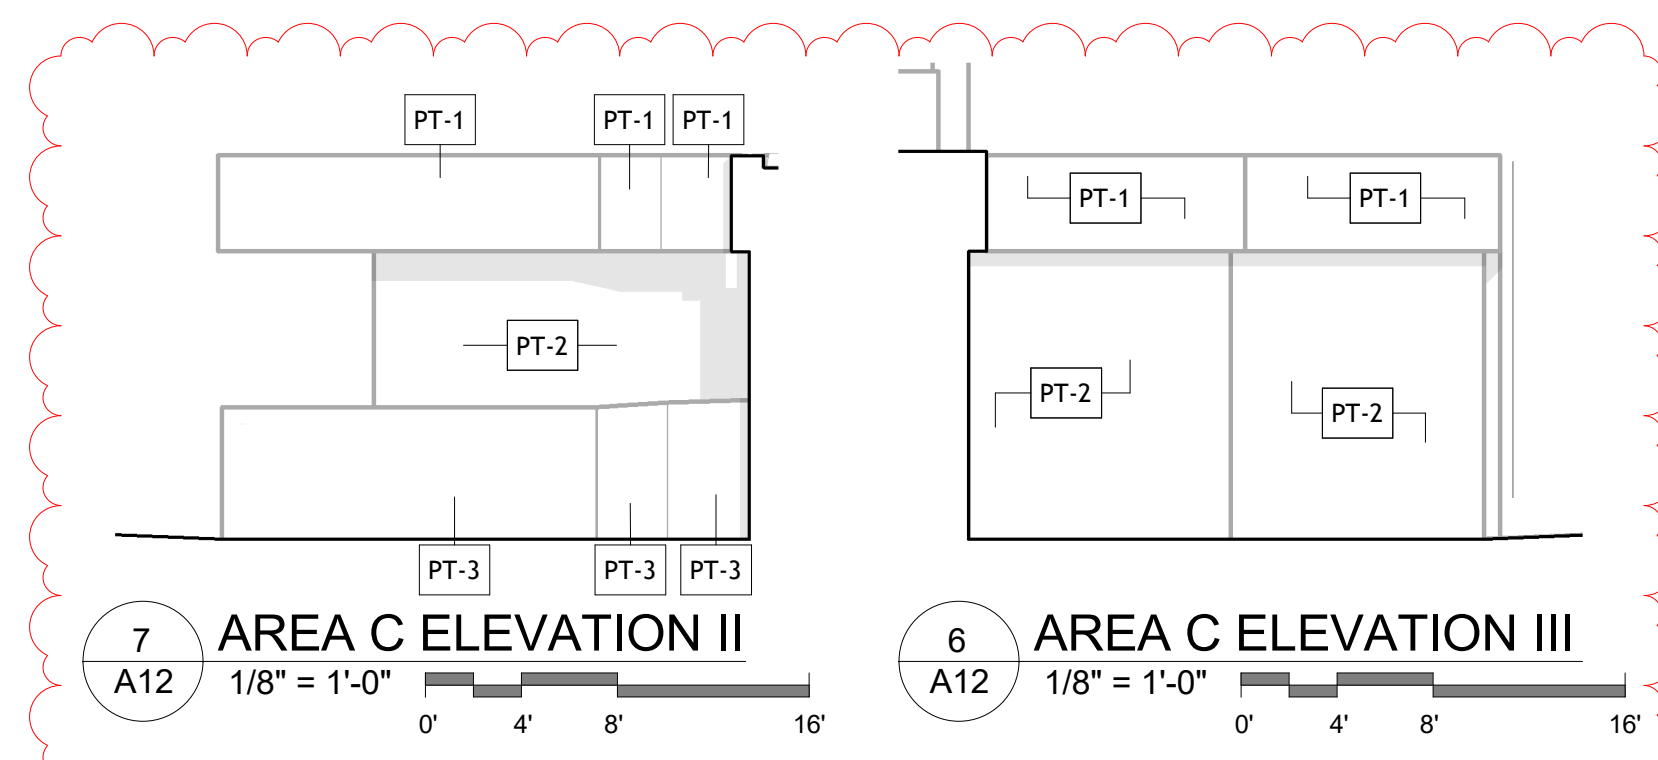 PT-1 PT-1 PT-1
PT-2
PT-3 PT-3 PT-3
7
A12
AREA C ELEVATION II
1/8" = 1'-0"
0' 4' 8' 16'
PT-1 PT-1
PT-2 PT-2
6
A12
AREA C ELEVATION III
1/8" = 1'-0"
0' 4' 8' 16'